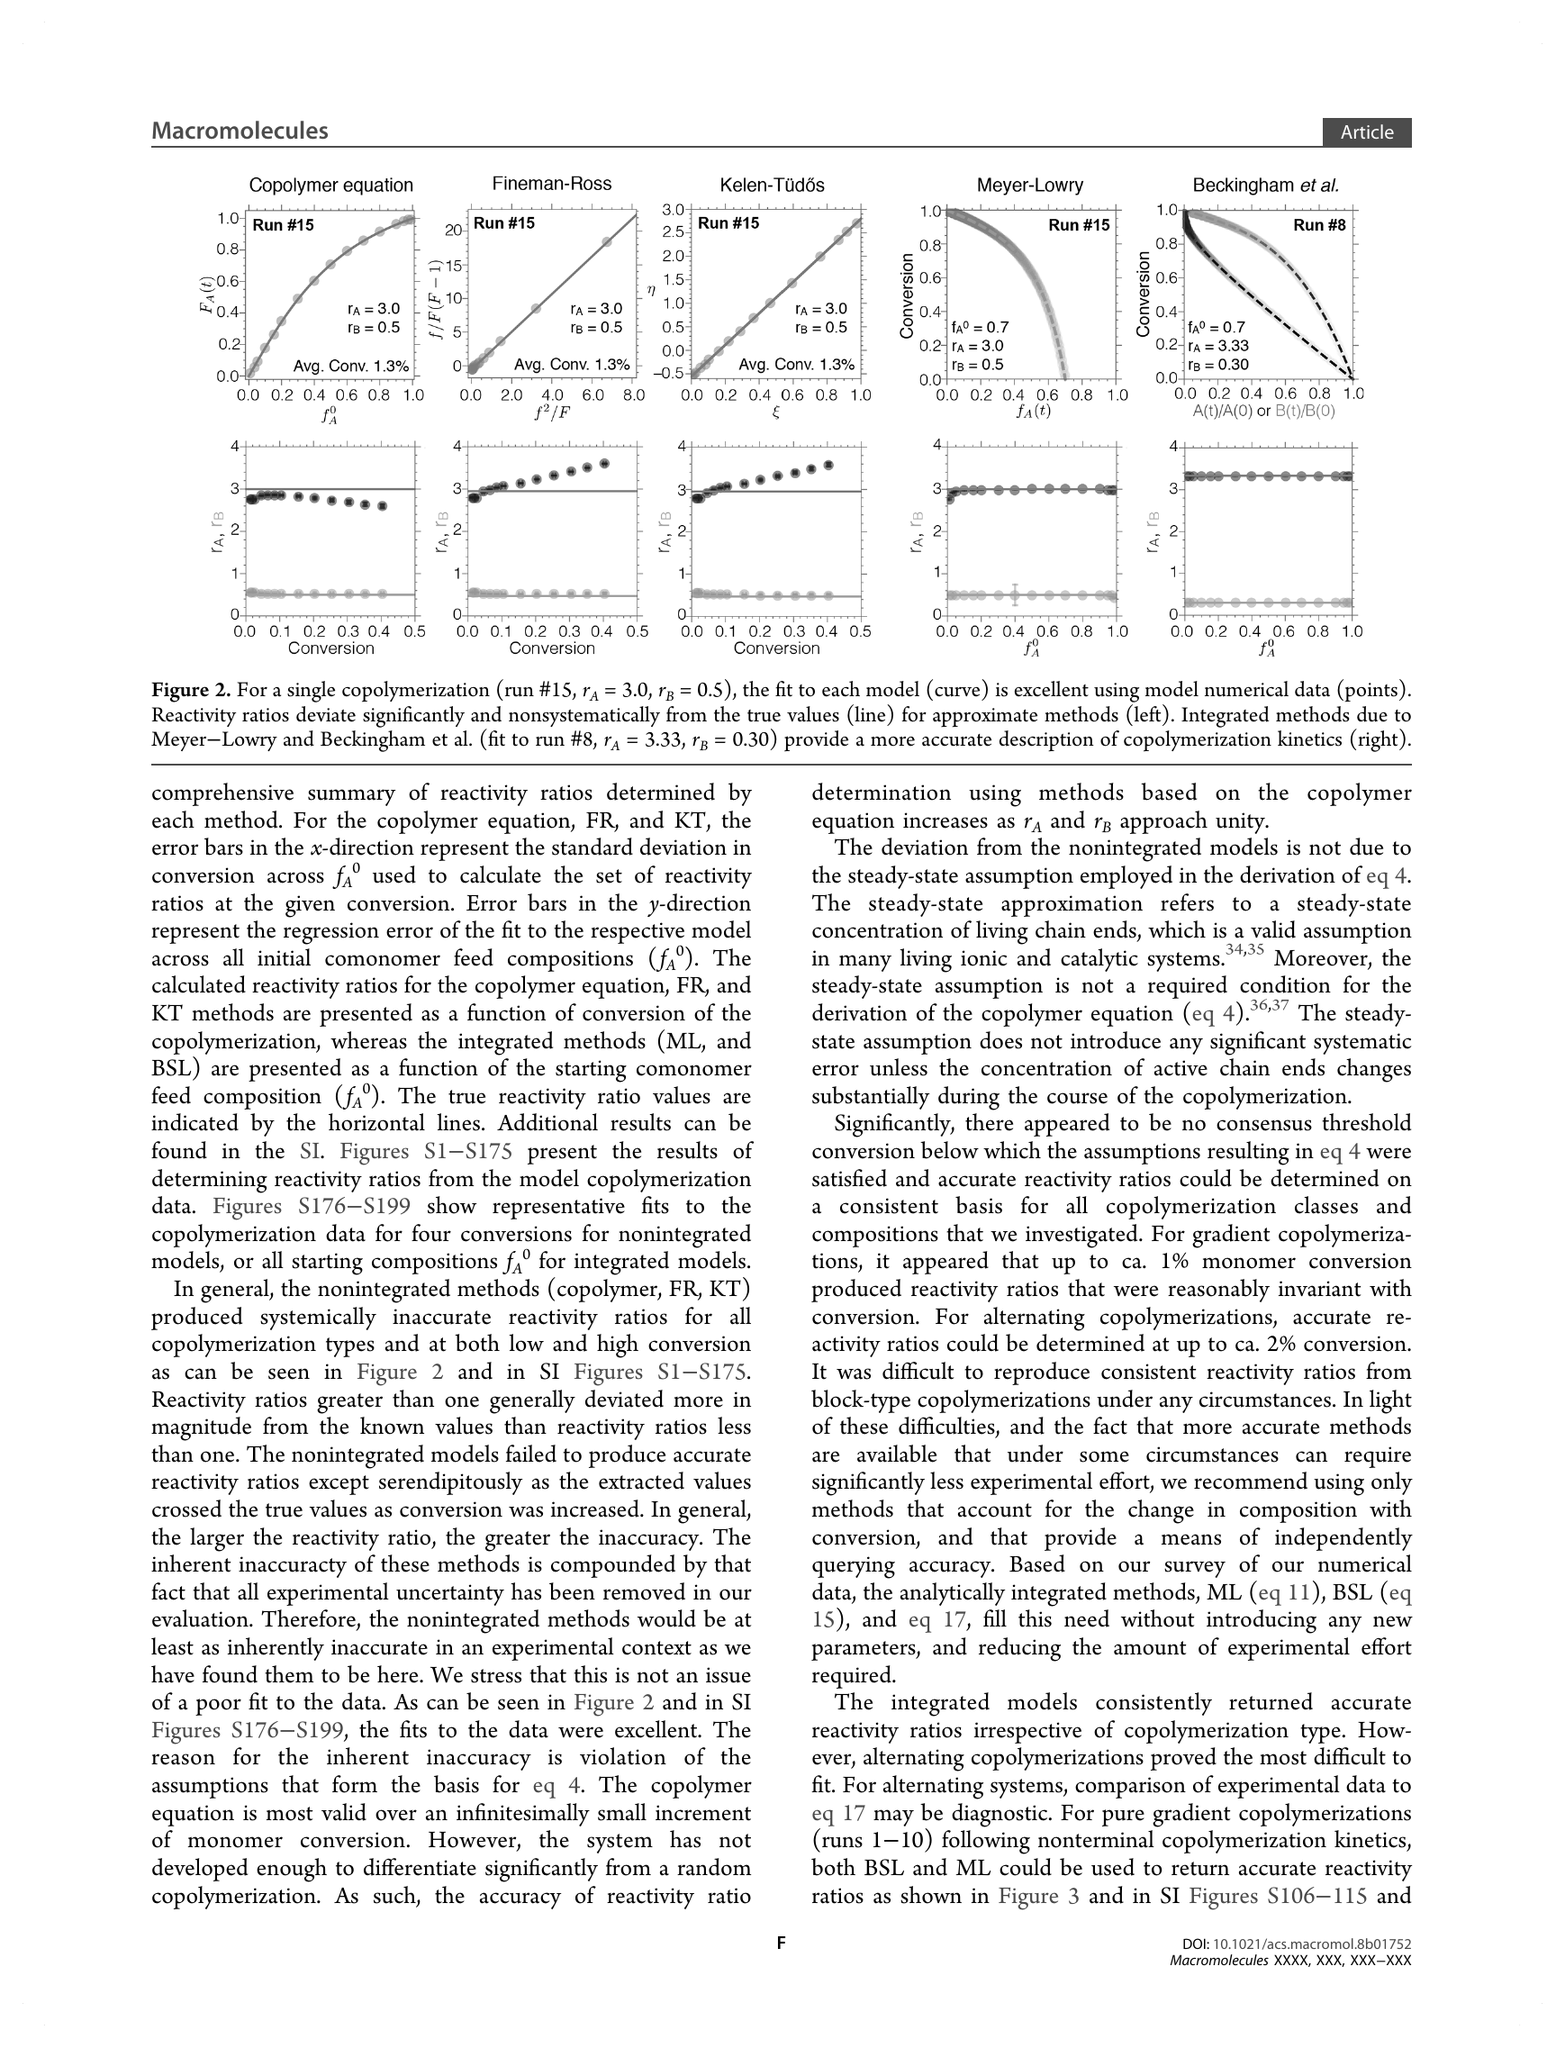 Macromolecules
Article
Copolymer equation
Fineman-Ross
Kelen-Tüdős
Meyer-Lowry
Beckingham et al.
Run #15
rA = 3.0
rB = 0.5
Avg. Conv. 1.3%
FA(t)
1.0
0.8
0.6
0.4
0.2
0.0
0.0 0.2 0.4 0.6 0.8 1.0
fA0
Run #15
rA = 3.0
rB = 0.5
Avg. Conv. 1.3%
f/F(F − 1)
20
15
10
5
0
0 2.0 4.0 6.0 8.0
f2/F
Run #15
rA = 3.0
rB = 0.5
Avg. Conv. 1.3%
η
3.0
2.5
2.0
1.5
1.0
0.5
0.0
−0.5
0.0 0.2 0.4 0.6 0.8 1.0
ξ
Run #15
fA0 = 0.7
rA = 3.0
rB = 0.5
Conversion
1.0
0.8
0.6
0.4
0.2
0.0
0.0 0.2 0.4 0.6 0.8 1.0
fA(t)
Run #8
fA0 = 0.7
rA = 3.33
rB = 0.30
Conversion
1.0
0.8
0.6
0.4
0.2
0.0
0.0 0.2 0.4 0.6 0.8 1.0
A(t)/A(0) or B(t)/B(0)
rA, rB
4
3
2
1
0
0.0 0.1 0.2 0.3 0.4 0.5
Conversion
rA, rB
4
3
2
1
0
0.0 0.1 0.2 0.3 0.4 0.5
Conversion
rA, rB
4
3
2
1
0
0.0 0.1 0.2 0.3 0.4 0.5
Conversion
rA, rB
4
3
2
1
0
0.0 0.2 0.4 0.6 0.8 1.0
fA0
rA, rB
4
3
2
1
0
0.0 0.2 0.4 0.6 0.8 1.0
fA0
Figure 2. For a single copolymerization (run #15, rA = 3.0, rB = 0.5), the fit to each model (curve) is excellent using model numerical data (points).
Reactivity ratios deviate significantly and nonsystematically from the true values (line) for approximate methods (left). Integrated methods due to
Meyer−Lowry and Beckingham et al. (fit to run #8, rA = 3.33, rB = 0.30) provide a more accurate description of copolymerization kinetics (right).
comprehensive summary of reactivity ratios determined by
each method. For the copolymer equation, FR, and KT, the
error bars in the x-direction represent the standard deviation in
conversion across fA0 used to calculate the set of reactivity
ratios at the given conversion. Error bars in the y-direction
represent the regression error of the fit to the respective model
across all initial comonomer feed compositions (fA0). The
calculated reactivity ratios for the copolymer equation, FR, and
KT methods are presented as a function of conversion of the
copolymerization, whereas the integrated methods (ML, and
BSL) are presented as a function of the starting comonomer
feed composition (fA0). The true reactivity ratio values are
indicated by the horizontal lines. Additional results can be
found in the SI. Figures S1−S175 present the results of
determining reactivity ratios from the model copolymerization
data. Figures S176−S199 show representative fits to the
copolymerization data for four conversions for nonintegrated
models, or all starting compositions fA0 for integrated models.
In general, the nonintegrated methods (copolymer, FR, KT)
produced systemically inaccurate reactivity ratios for all
copolymerization types and at both low and high conversion
as can be seen in Figure 2 and in SI Figures S1−S175.
Reactivity ratios greater than one generally deviated more in
magnitude from the known values than reactivity ratios less
than one. The nonintegrated models failed to produce accurate
reactivity ratios except serendipitously as the extracted values
crossed the true values as conversion was increased. In general,
the larger the reactivity ratio, the greater the inaccuracy. The
inherent inaccuracty of these methods is compounded by that
fact that all experimental uncertainty has been removed in our
evaluation. Therefore, the nonintegrated methods would be at
least as inherently inaccurate in an experimental context as we
have found them to be here. We stress that this is not an issue
of a poor fit to the data. As can be seen in Figure 2 and in SI
Figures S176−S199, the fits to the data were excellent. The
reason for the inherent inaccuracy is violation of the
assumptions that form the basis for eq 4. The copolymer
equation is most valid over an infinitesimally small increment
of monomer conversion. However, the system has not
developed enough to differentiate significantly from a random
copolymerization. As such, the accuracy of reactivity ratio
determination using methods based on the copolymer
equation increases as rA and rB approach unity.
The deviation from the nonintegrated models is not due to
the steady-state assumption employed in the derivation of eq 4.
The steady-state approximation refers to a steady-state
concentration of living chain ends, which is a valid assumption
in many living ionic and catalytic systems.34,35 Moreover, the
steady-state assumption is not a required condition for the
derivation of the copolymer equation (eq 4).36,37 The steady-
state assumption does not introduce any significant systematic
error unless the concentration of active chain ends changes
substantially during the course of the copolymerization.
Significantly, there appeared to be no consensus threshold
conversion below which the assumptions resulting in eq 4 were
satisfied and accurate reactivity ratios could be determined on
a consistent basis for all copolymerization classes and
compositions that we investigated. For gradient copolymeriza-
tions, it appeared that up to ca. 1% monomer conversion
produced reactivity ratios that were reasonably invariant with
conversion. For alternating copolymerizations, accurate re-
activity ratios could be determined at up to ca. 2% conversion.
It was difficult to reproduce consistent reactivity ratios from
block-type copolymerizations under any circumstances. In light
of these difficulties, and the fact that more accurate methods
are available that under some circumstances can require
significantly less experimental effort, we recommend using only
methods that account for the change in composition with
conversion, and that provide a means of independently
querying accuracy. Based on our survey of our numerical
data, the analytically integrated methods, ML (eq 11), BSL (eq
15), and eq 17, fill this need without introducing any new
parameters, and reducing the amount of experimental effort
required.
The integrated models consistently returned accurate
reactivity ratios irrespective of copolymerization type. How-
ever, alternating copolymerizations proved the most difficult to
fit. For alternating systems, comparison of experimental data to
eq 17 may be diagnostic. For pure gradient copolymerizations
(runs 1−10) following nonterminal copolymerization kinetics,
both BSL and ML could be used to return accurate reactivity
ratios as shown in Figure 3 and in SI Figures S106−115 and
F
DOI: 10.1021/acs.macromol.8b01752
Macromolecules XXXX, XXX, XXX−XXX